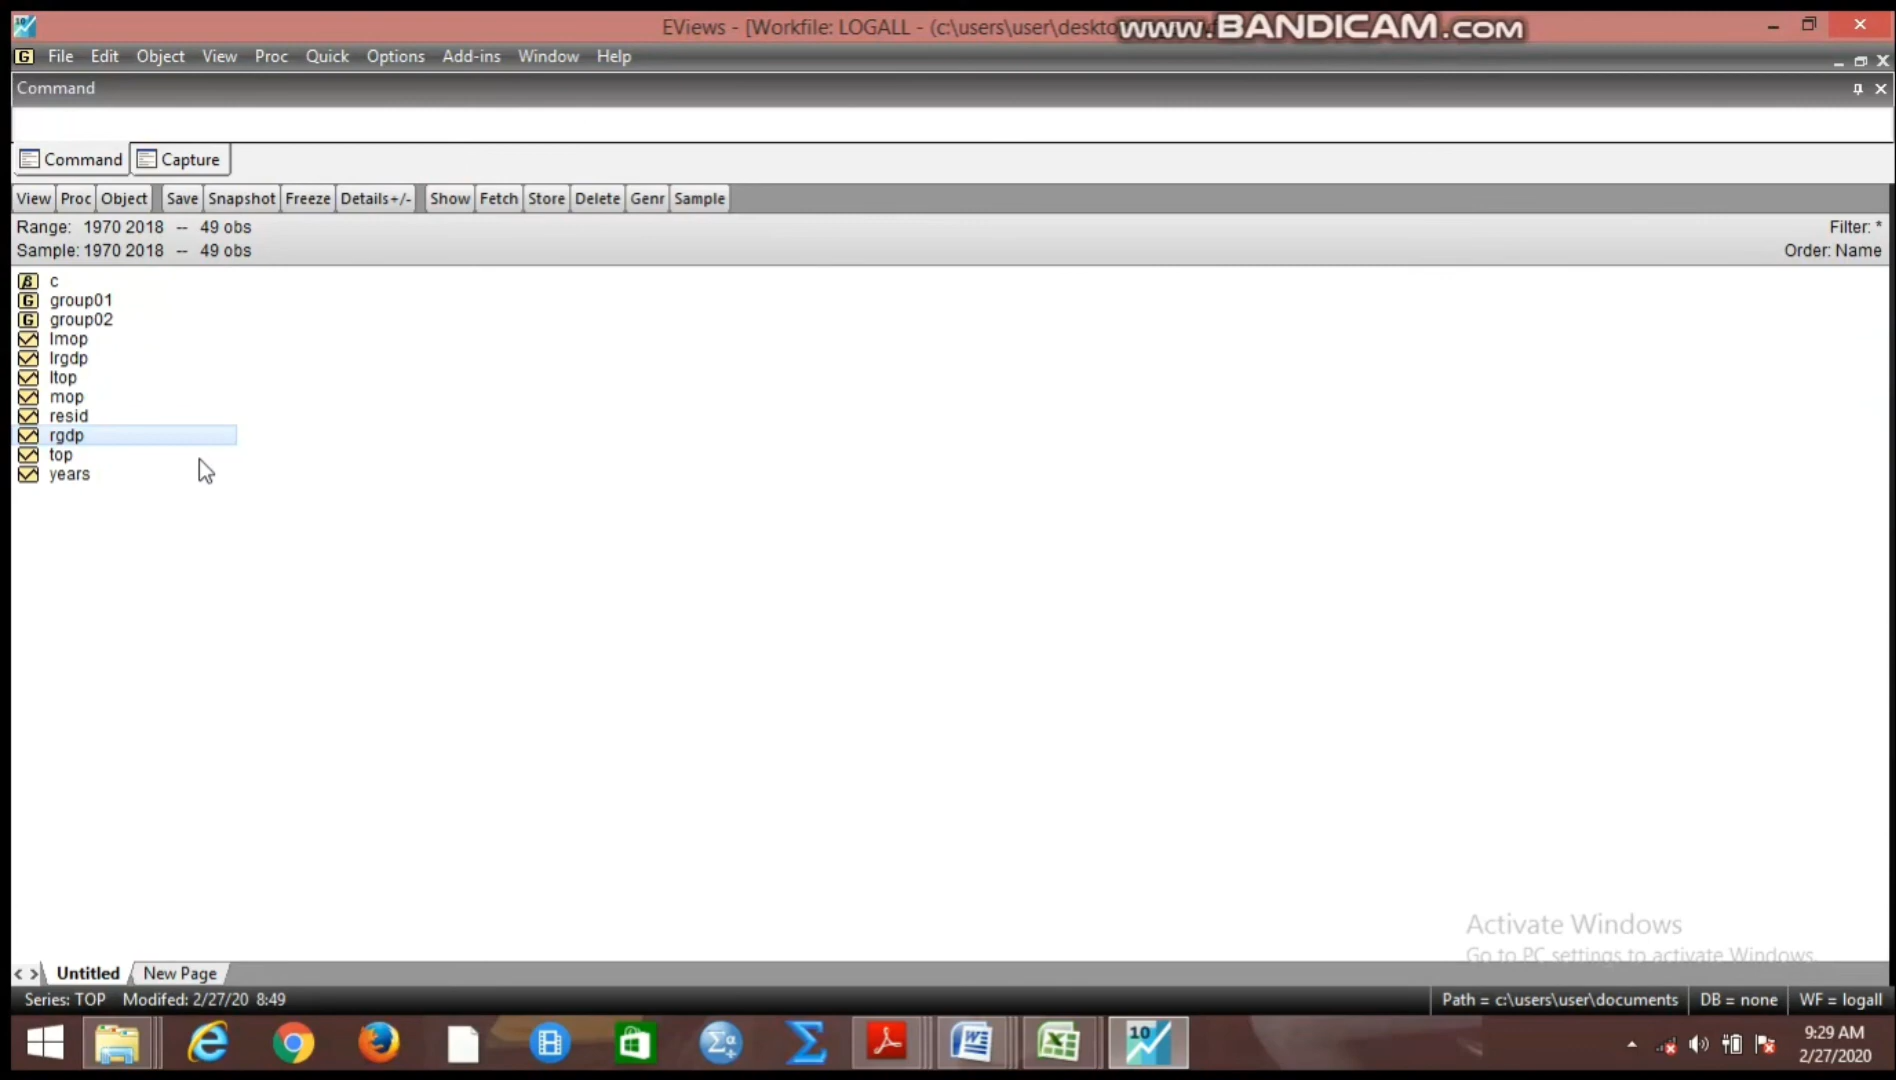 EViews - [Workfile: LOGALL - (c:\users\user\deskto
www.BANDICAM.com
File Edit Object View Proc Quick Options Add-ins Window Help
Command
Command Capture
View Proc Object Save Snapshot Freeze Details+/- Show Fetch Store Delete Genr Sample
Range: 1970 2018 -- 49 obs Filter: *
Sample: 1970 2018 -- 49 obs Order: Name
β c
G group01
G group02
lmop
lrgdp
ltop
mop
resid
rgdp
top
years
Activate Windows
Go to PC settings to activate Windows.
< > Untitled New Page
Series: TOP Modifed: 2/27/20 8:49 Path = c:\users\user\documents DB = none WF = logall
10
9:29 AM
2/27/2020